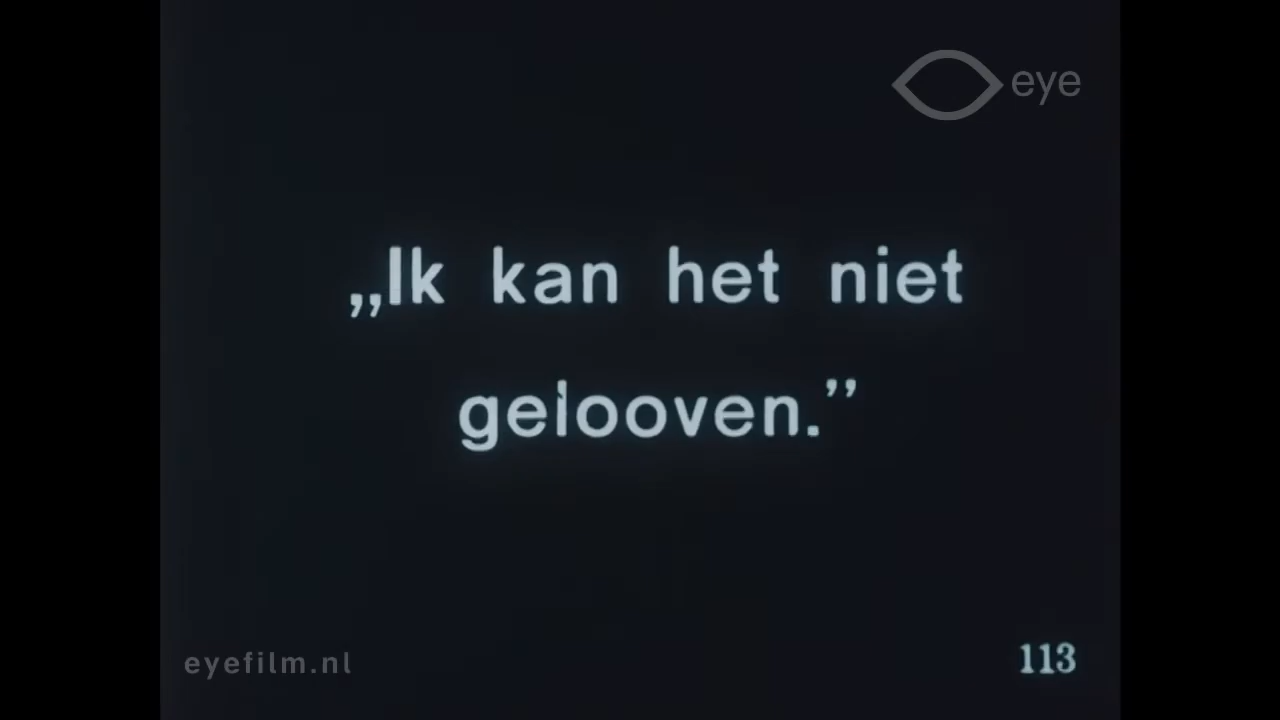 eye
„Ik kan het niet
gelooven.”
eyefilm.nl
113